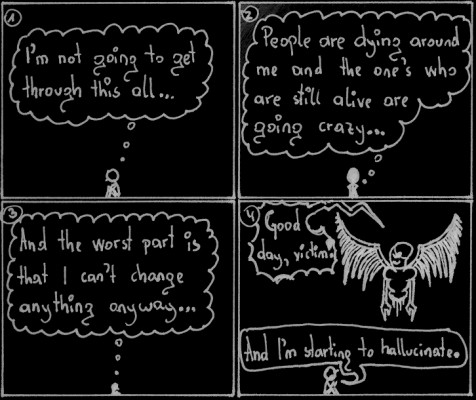 1
I'm not going to get
through this all...
2
People are dying around
me and the one's who
are still alive are
going crazy...
3
And the worst part is
that I can't change
anything anyway...
4
Good
day, victim.
And I'm starting to hallucinate.